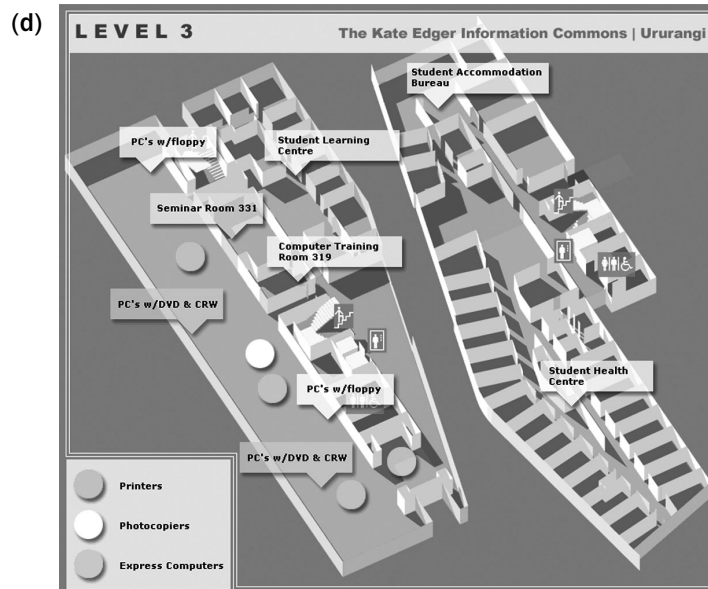 (d)
LEVEL 3
The Kate Edger Information Commons | Ururangi
Student Accommodation
Bureau
PC's w/floppy
Student Learning
Centre
Seminar Room 331
Computer Training
Room 319
PC's w/DVD & CRW
PC's w/floppy
Student Health
Centre
PC's w/DVD & CRW
Printers
Photocopiers
Express Computers